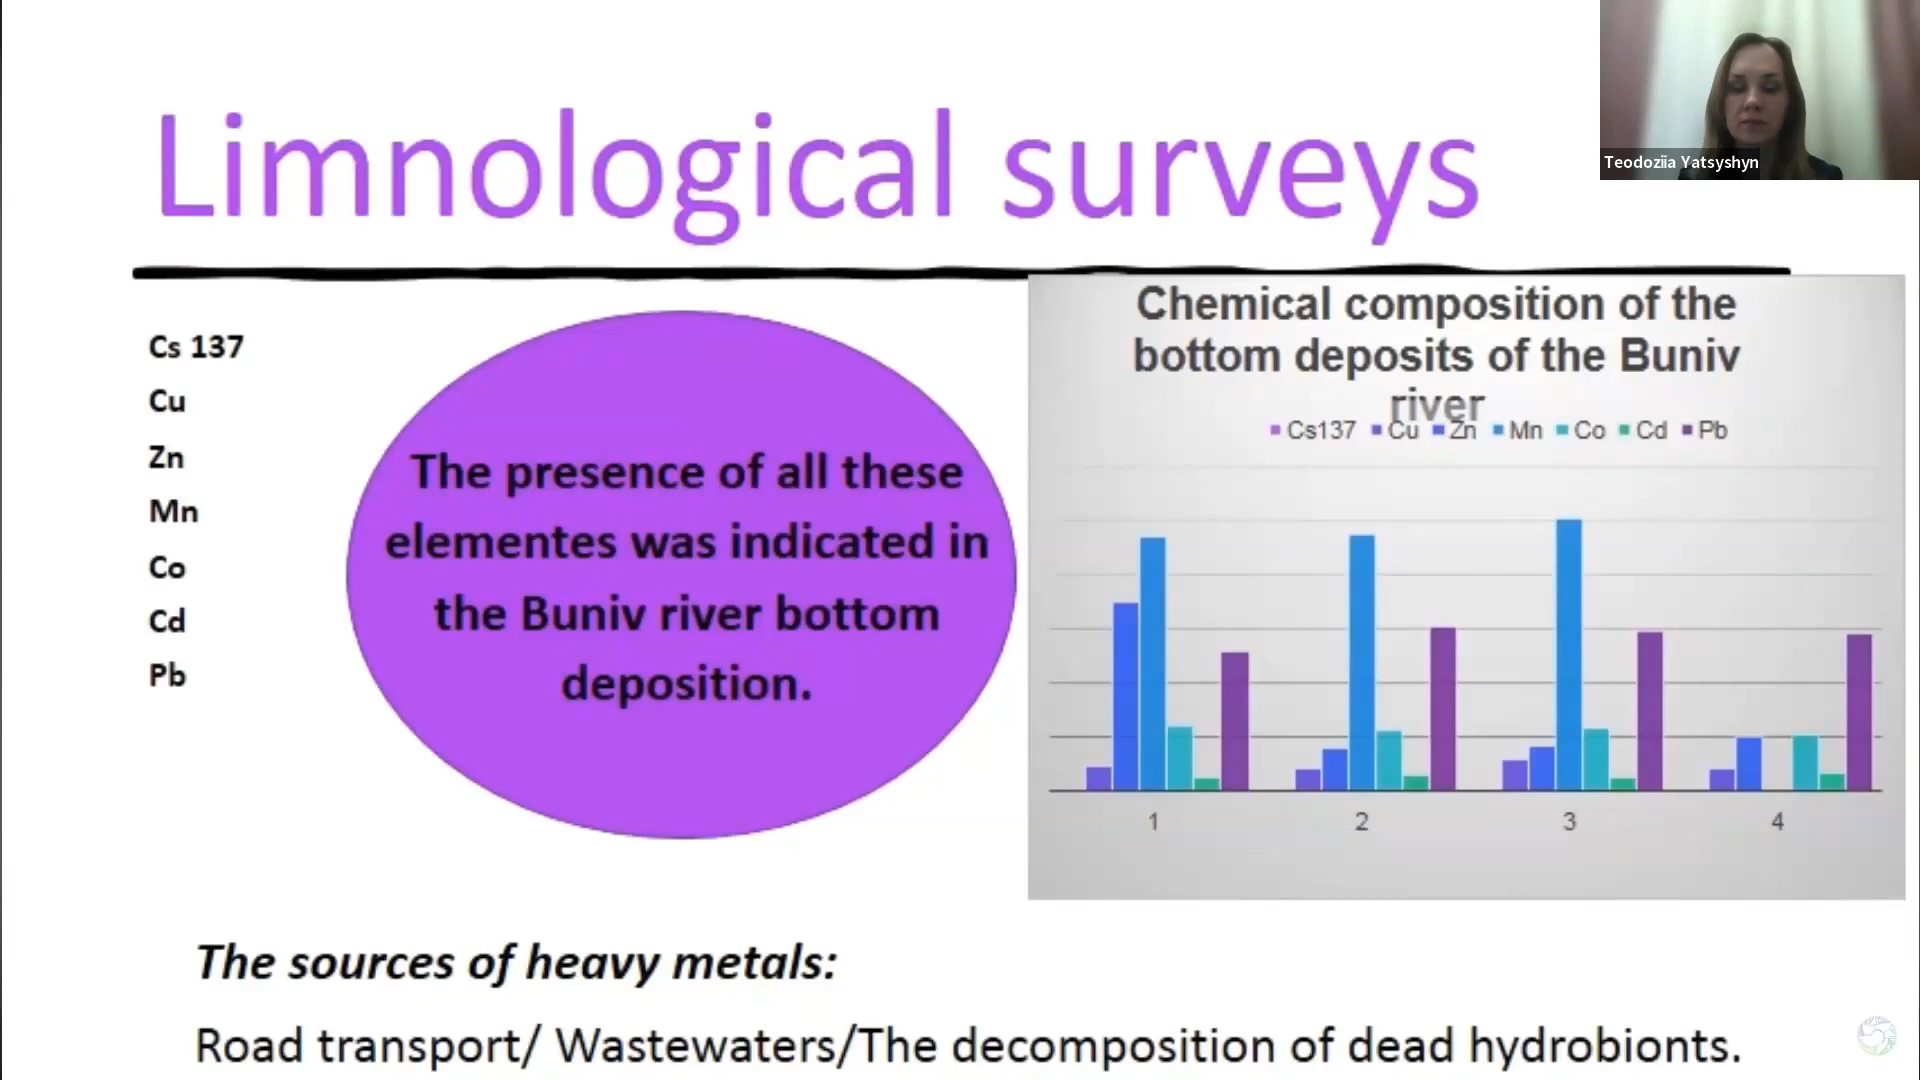 Limnological surveys
Teodoziia Yatsyshyn
Cs 137
Cu
Zn
Mn
Co
Cd
Pb
The presence of all these
elementes was indicated in
the Buniv river bottom
deposition.
Chemical composition of the
bottom deposits of the Buniv
river
Cs137 Cu Zn Mn Co Cd Pb
1 2 3 4
The sources of heavy metals:
Road transport/ Wastewaters/The decomposition of dead hydrobionts.